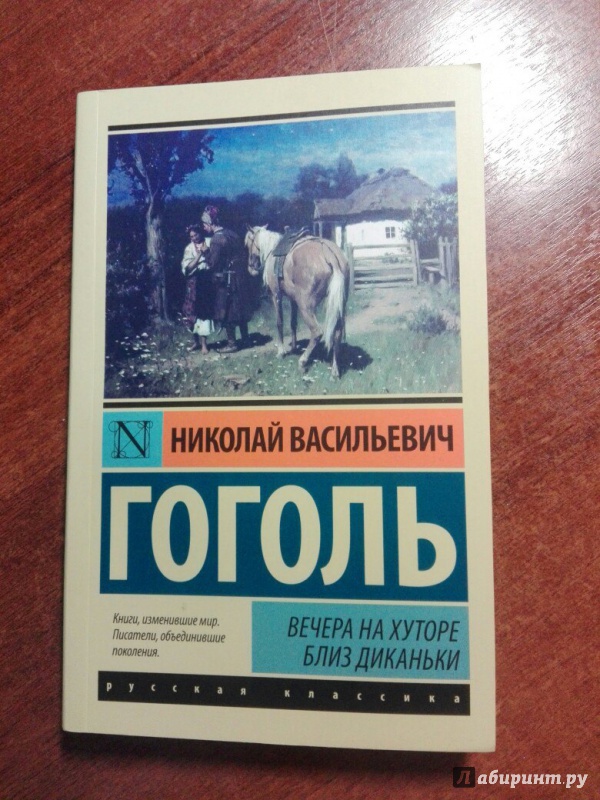 N НИКОЛАЙ ВАСИЛЬЕВИЧ
ГОГОЛЬ
Книги, изменившие мир.
Писатели, объединившие
поколения.
ВЕЧЕРА НА ХУТОРЕ
БЛИЗ ДИКАНЬКИ
русская классика
Лабиринт.ру